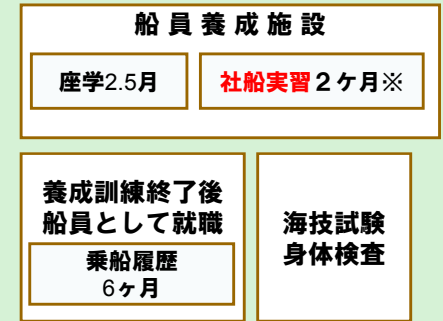 船員養成施設
座学2.5月
社船実習２ケ月※
養成訓練終了後
船員として就職
乗船履歴
6ヶ月
海技試験
身体検査